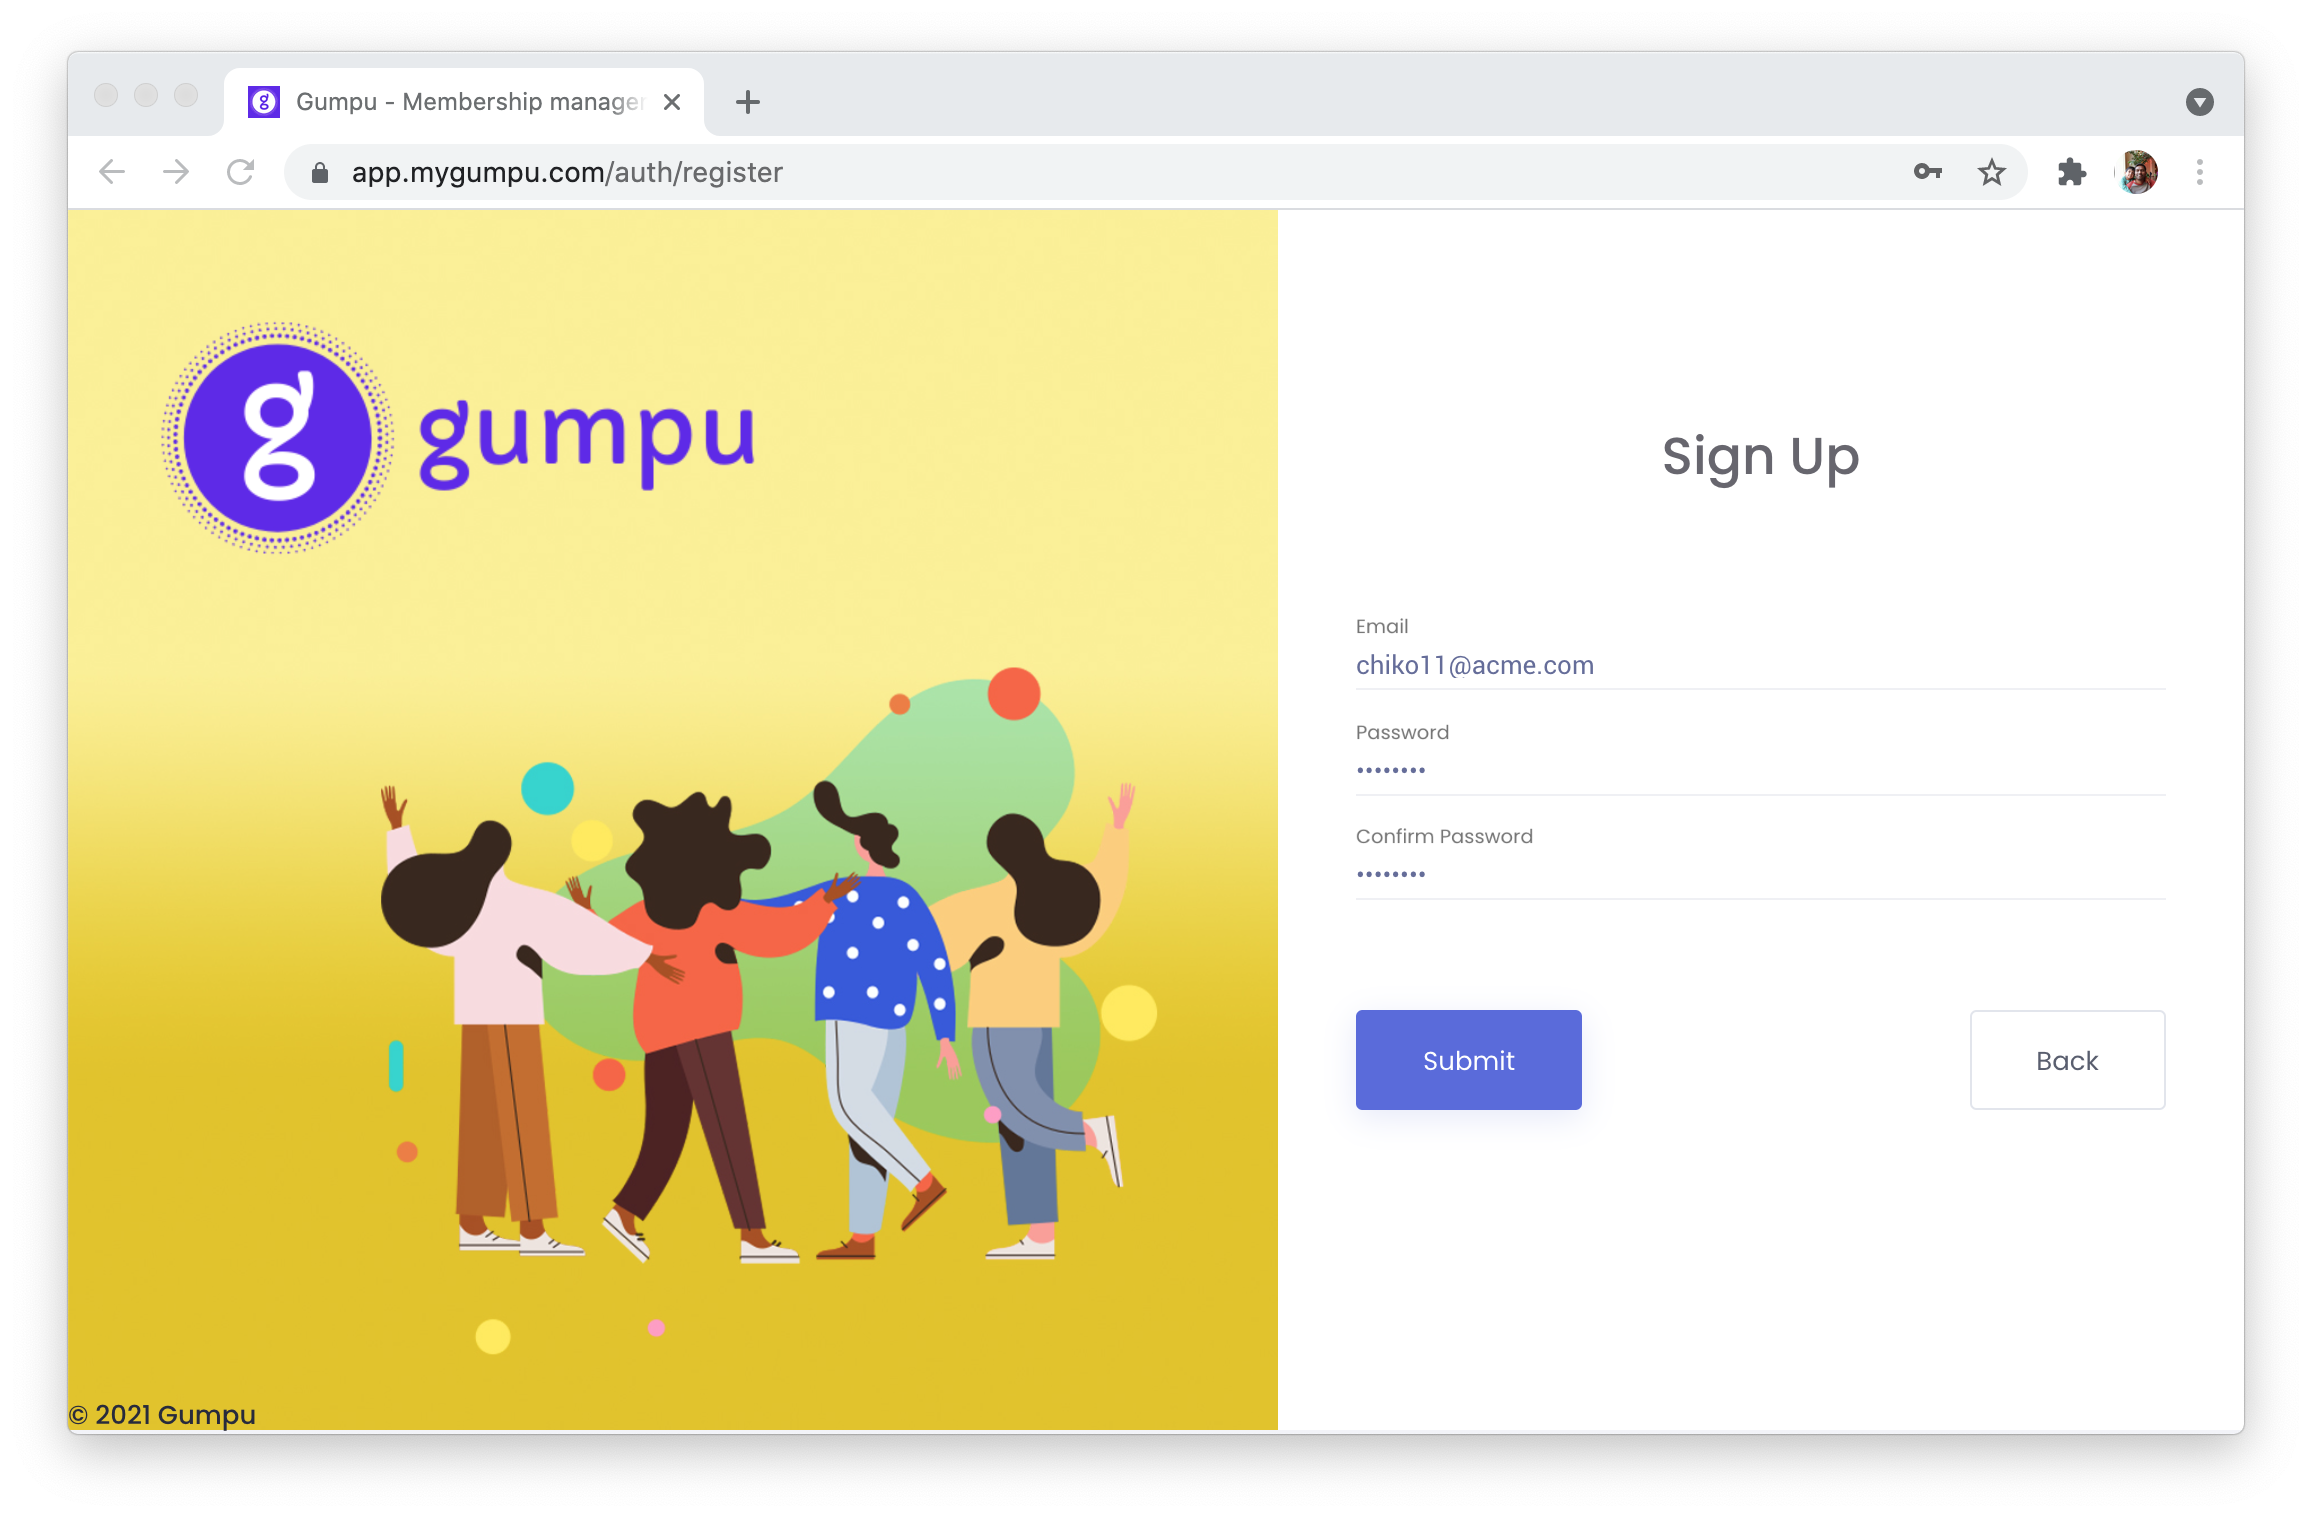 Gumpu - Membership manager
app.mygumpu.com/auth/register
g gumpu
Sign Up
Email
chiko11@acme.com
Password
••••••••
Confirm Password
••••••••
Submit
Back
© 2021 Gumpu